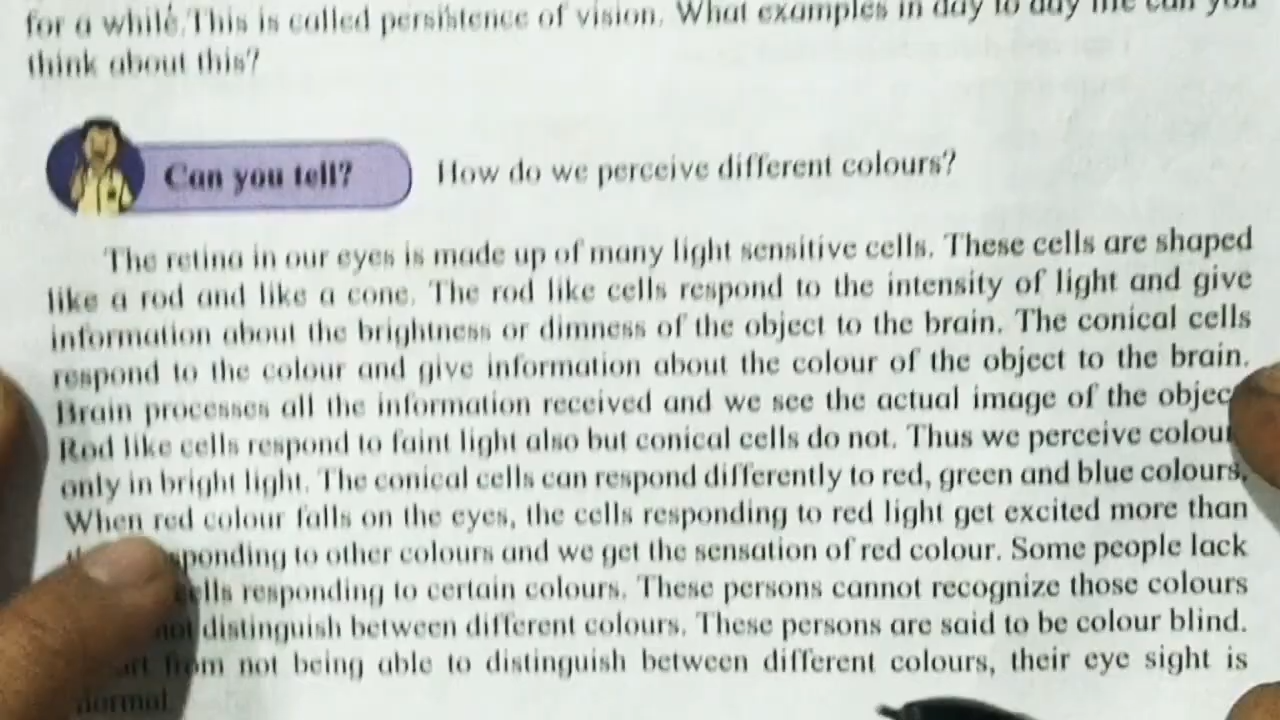 for a while. This is called persistence of vision. What examples in day to day life can you
think about this?
Can you tell? How do we perceive different colours?
The retina in our eyes is made up of many light sensitive cells. These cells are shaped
like a rod and like a cone. The rod like cells respond to the intensity of light and give
information about the brightness or dimness of the object to the brain. The conical cells
respond to the colour and give information about the colour of the object to the brain.
Brain processes all the information received and we see the actual image of the objec
Rod like cells respond to faint light also but conical cells do not. Thus we perceive colou
only in bright light. The conical cells can respond differently to red, green and blue colours.
When red colour falls on the eyes, the cells responding to red light get excited more than
sponding to other colours and we get the sensation of red colour. Some people lack
ells responding to certain colours. These persons cannot recognize those colours
not distinguish between different colours. These persons are said to be colour blind.
from not being able to distinguish between different colours, their eye sight is
normal.